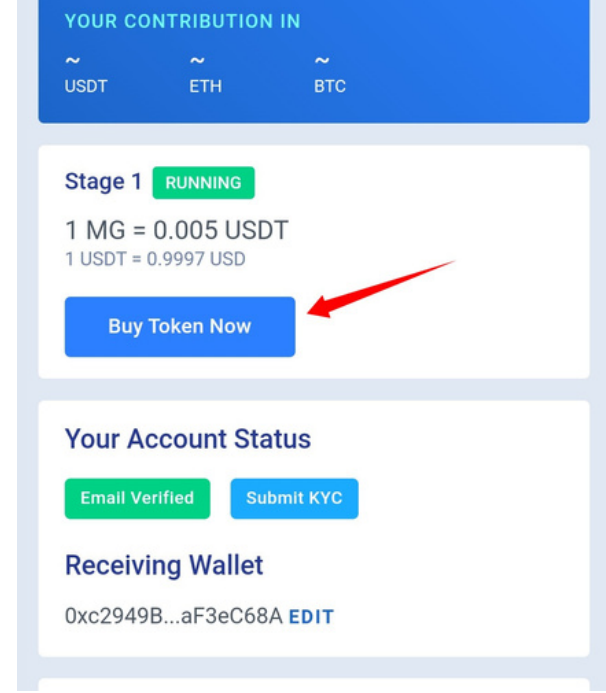 YOUR CONTRIBUTION IN
~ ~ ~
USDT ETH BTC
Stage 1 RUNNING
1 MG = 0.005 USDT
1 USDT = 0.9997 USD
Buy Token Now
Your Account Status
Email Verified Submit KYC
Receiving Wallet
0xc2949B...aF3eC68A EDIT